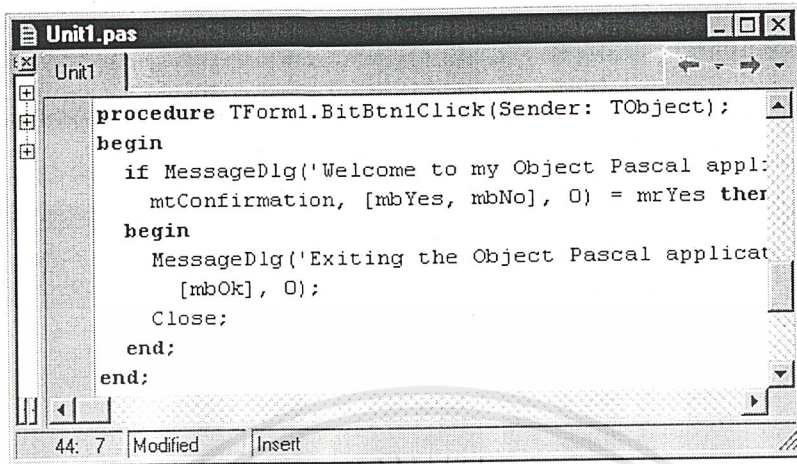 Unit1.pas
Unit1
procedure TForm1.BitBtn1Click(Sender: TObject);
begin
if MessageDlg('Welcome to my Object Pascal appl
mtConfirmation, [mbYes, mbNo], 0) = mrYes then
begin
MessageDlg('Exiting the Object Pascal applicat
[mbOk], 0);
Close;
end;
end;
44: 7 Modified Insert